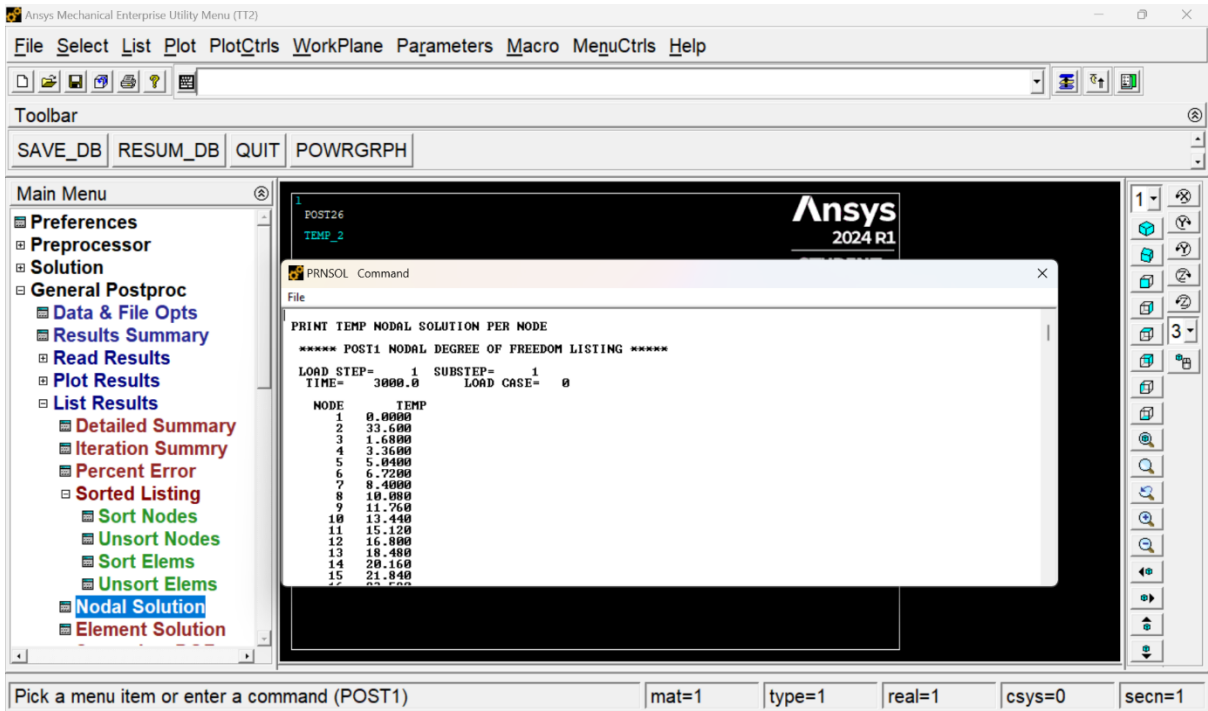 Ansys Mechanical Enterprise Utility Menu (TT2)
File Select List Plot PlotCtrls WorkPlane Parameters Macro MenuCtrls Help
Toolbar
SAVE_DB RESUM_DB QUIT POWRGRPH
Main Menu
Preferences
Preprocessor
Solution
General Postproc
Data & File Opts
Results Summary
Read Results
Plot Results
List Results
Detailed Summary
Iteration Summry
Percent Error
Sorted Listing
Sort Nodes
Unsort Nodes
Sort Elems
Unsort Elems
Nodal Solution
Element Solution
1
POST26
TEMP_2
Ansys
2024 R1
PRNSOL Command
File
PRINT TEMP NODAL SOLUTION PER NODE
***** POST1 NODAL DEGREE OF FREEDOM LISTING *****
LOAD STEP= 1 SUBSTEP= 1
TIME= 3000.0 LOAD CASE= 0
NODE TEMP
1 0.0000
2 33.600
3 1.6800
4 3.3600
5 5.0400
6 6.7200
7 8.4000
8 10.080
9 11.760
10 13.440
11 15.120
12 16.800
13 18.480
14 20.160
15 21.840
1
3
Pick a menu item or enter a command (POST1)
mat=1 type=1 real=1 csys=0 secn=1